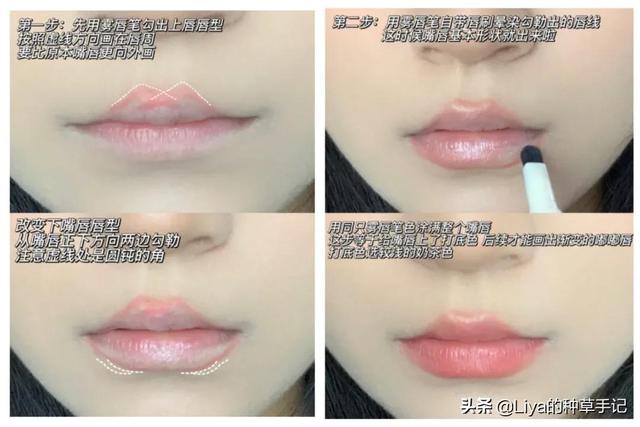 第一步：先用雾唇笔勾出上唇唇型
按照虚线方向画在唇周
要比原本嘴唇更向外画
第二步：用雾唇笔自带唇刷晕染勾勒出的唇线
这时候嘴唇基本形状就出来啦
改变下嘴唇唇型
从嘴唇正下方向两边勾勒
注意虚线处是圆钝的角
用同只雾唇笔色涂满整个嘴唇
这步等于给嘴唇上了打底色 后续才能画出渐变的嘟嘟唇
打底色选较浅的奶茶色
头条 @Liya的种草手记